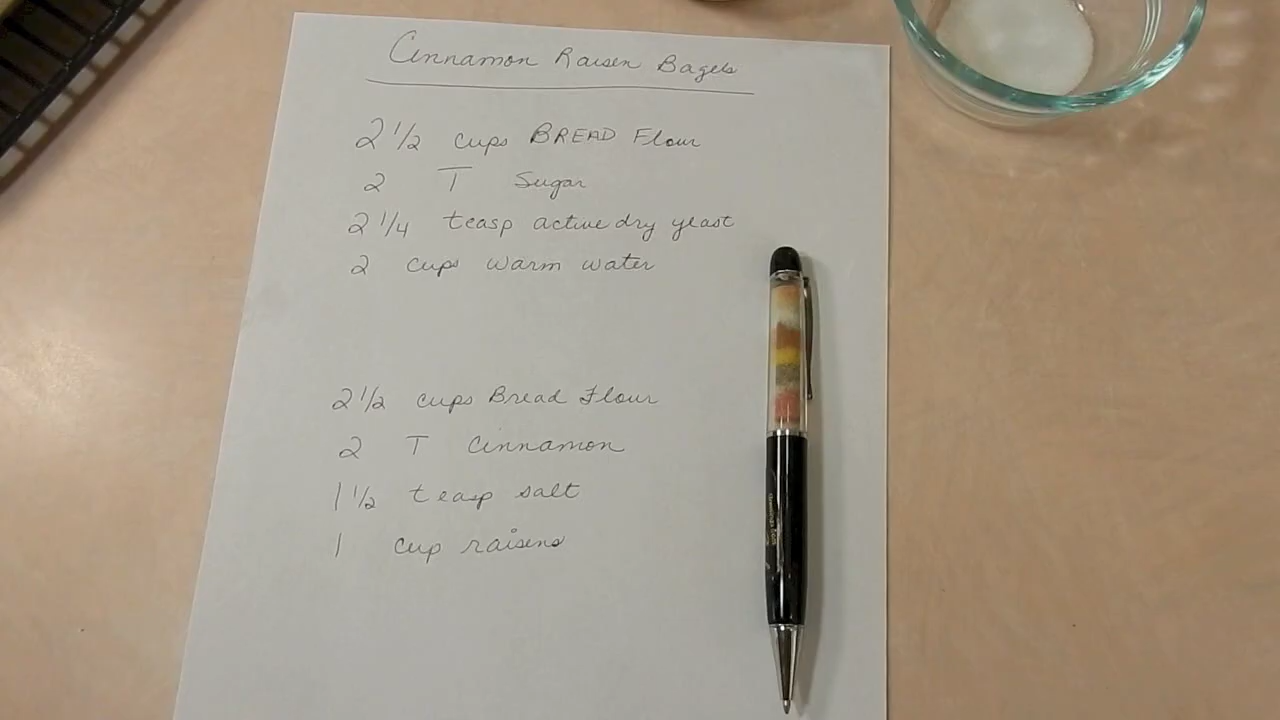 Cinnamon Raisen Bagels
2 1/2 cups BREAD Flour
2 T Sugar
2 1/4 teasp active dry yeast
2 cups warm water
2 1/2 cups Bread Flour
2 T Cinnamon
1 1/2 teasp salt
1 cup raisens